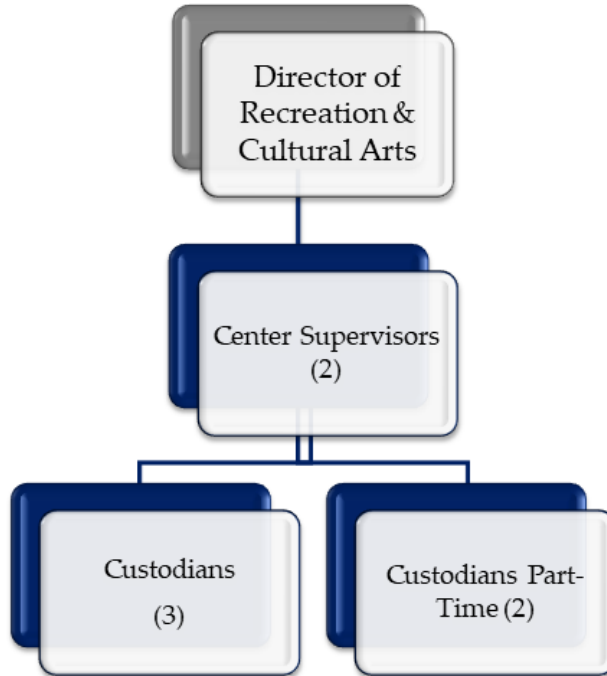 Director of
Recreation &
Cultural Arts
Center Supervisors
(2)
Custodians
(3)
Custodians Part-
Time (2)